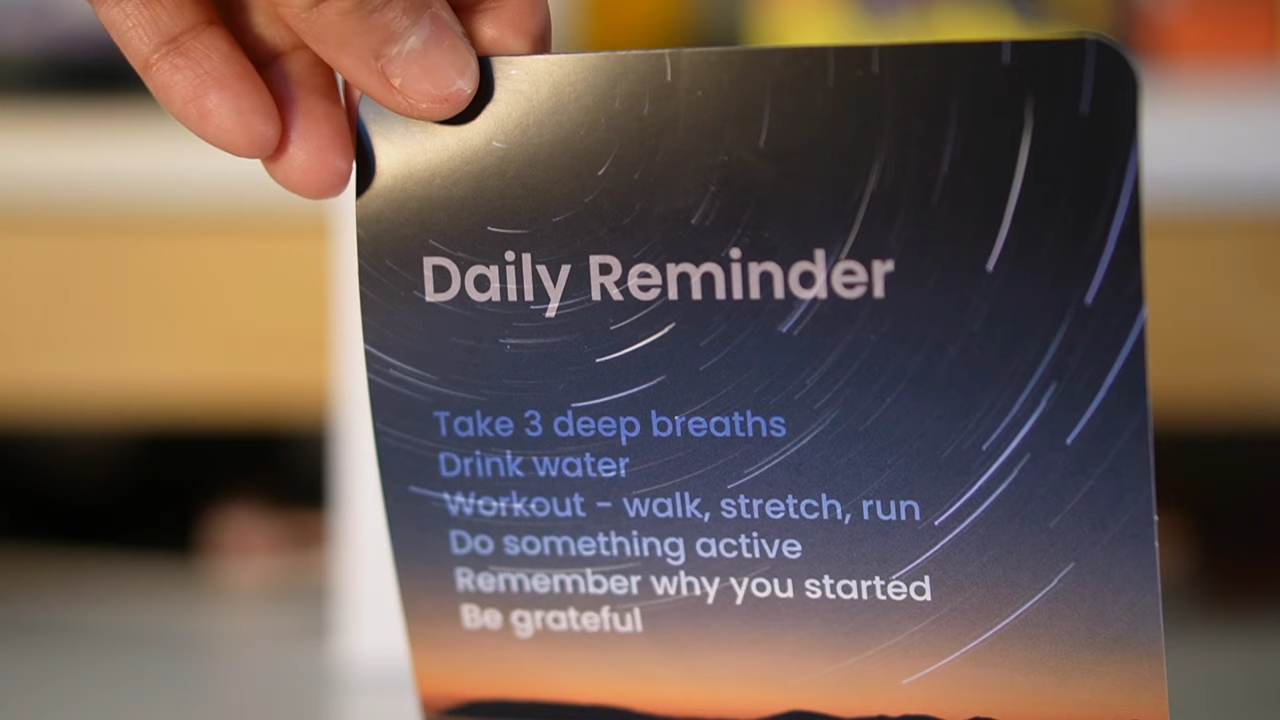 Daily Reminder
Take 3 deep breaths
Drink water
Workout - walk, stretch, run
Do something active
Remember why you started
Be grateful